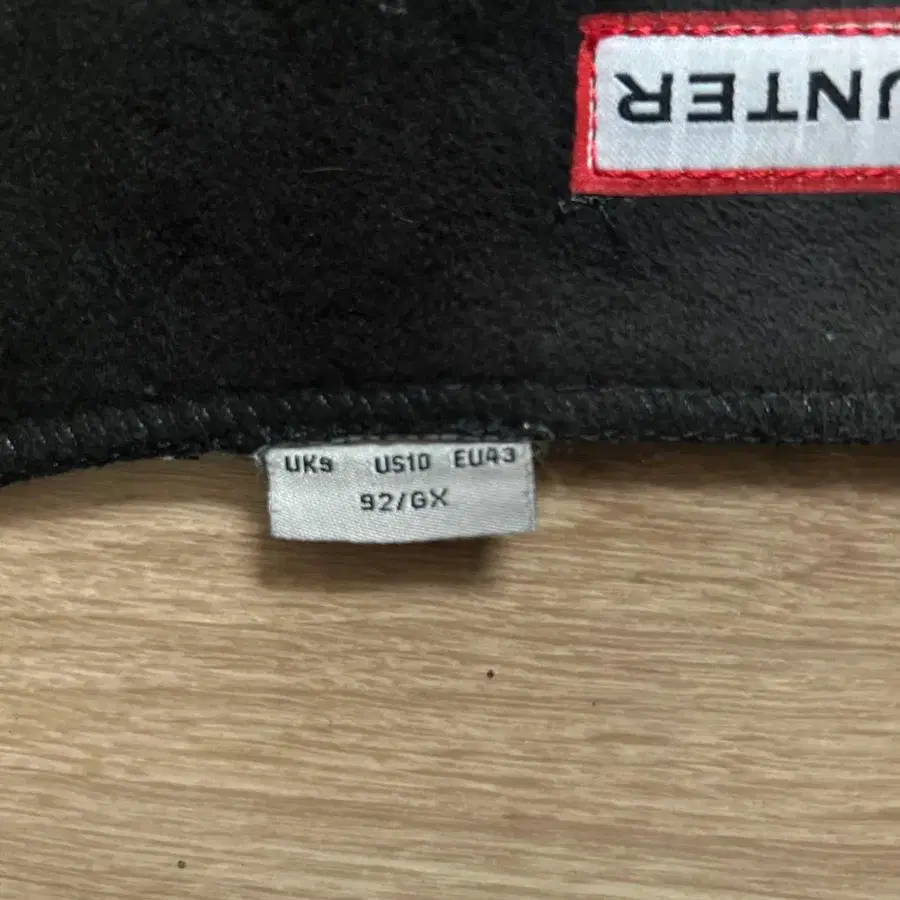 UNTER
UK9 US10 EU43
92/GX